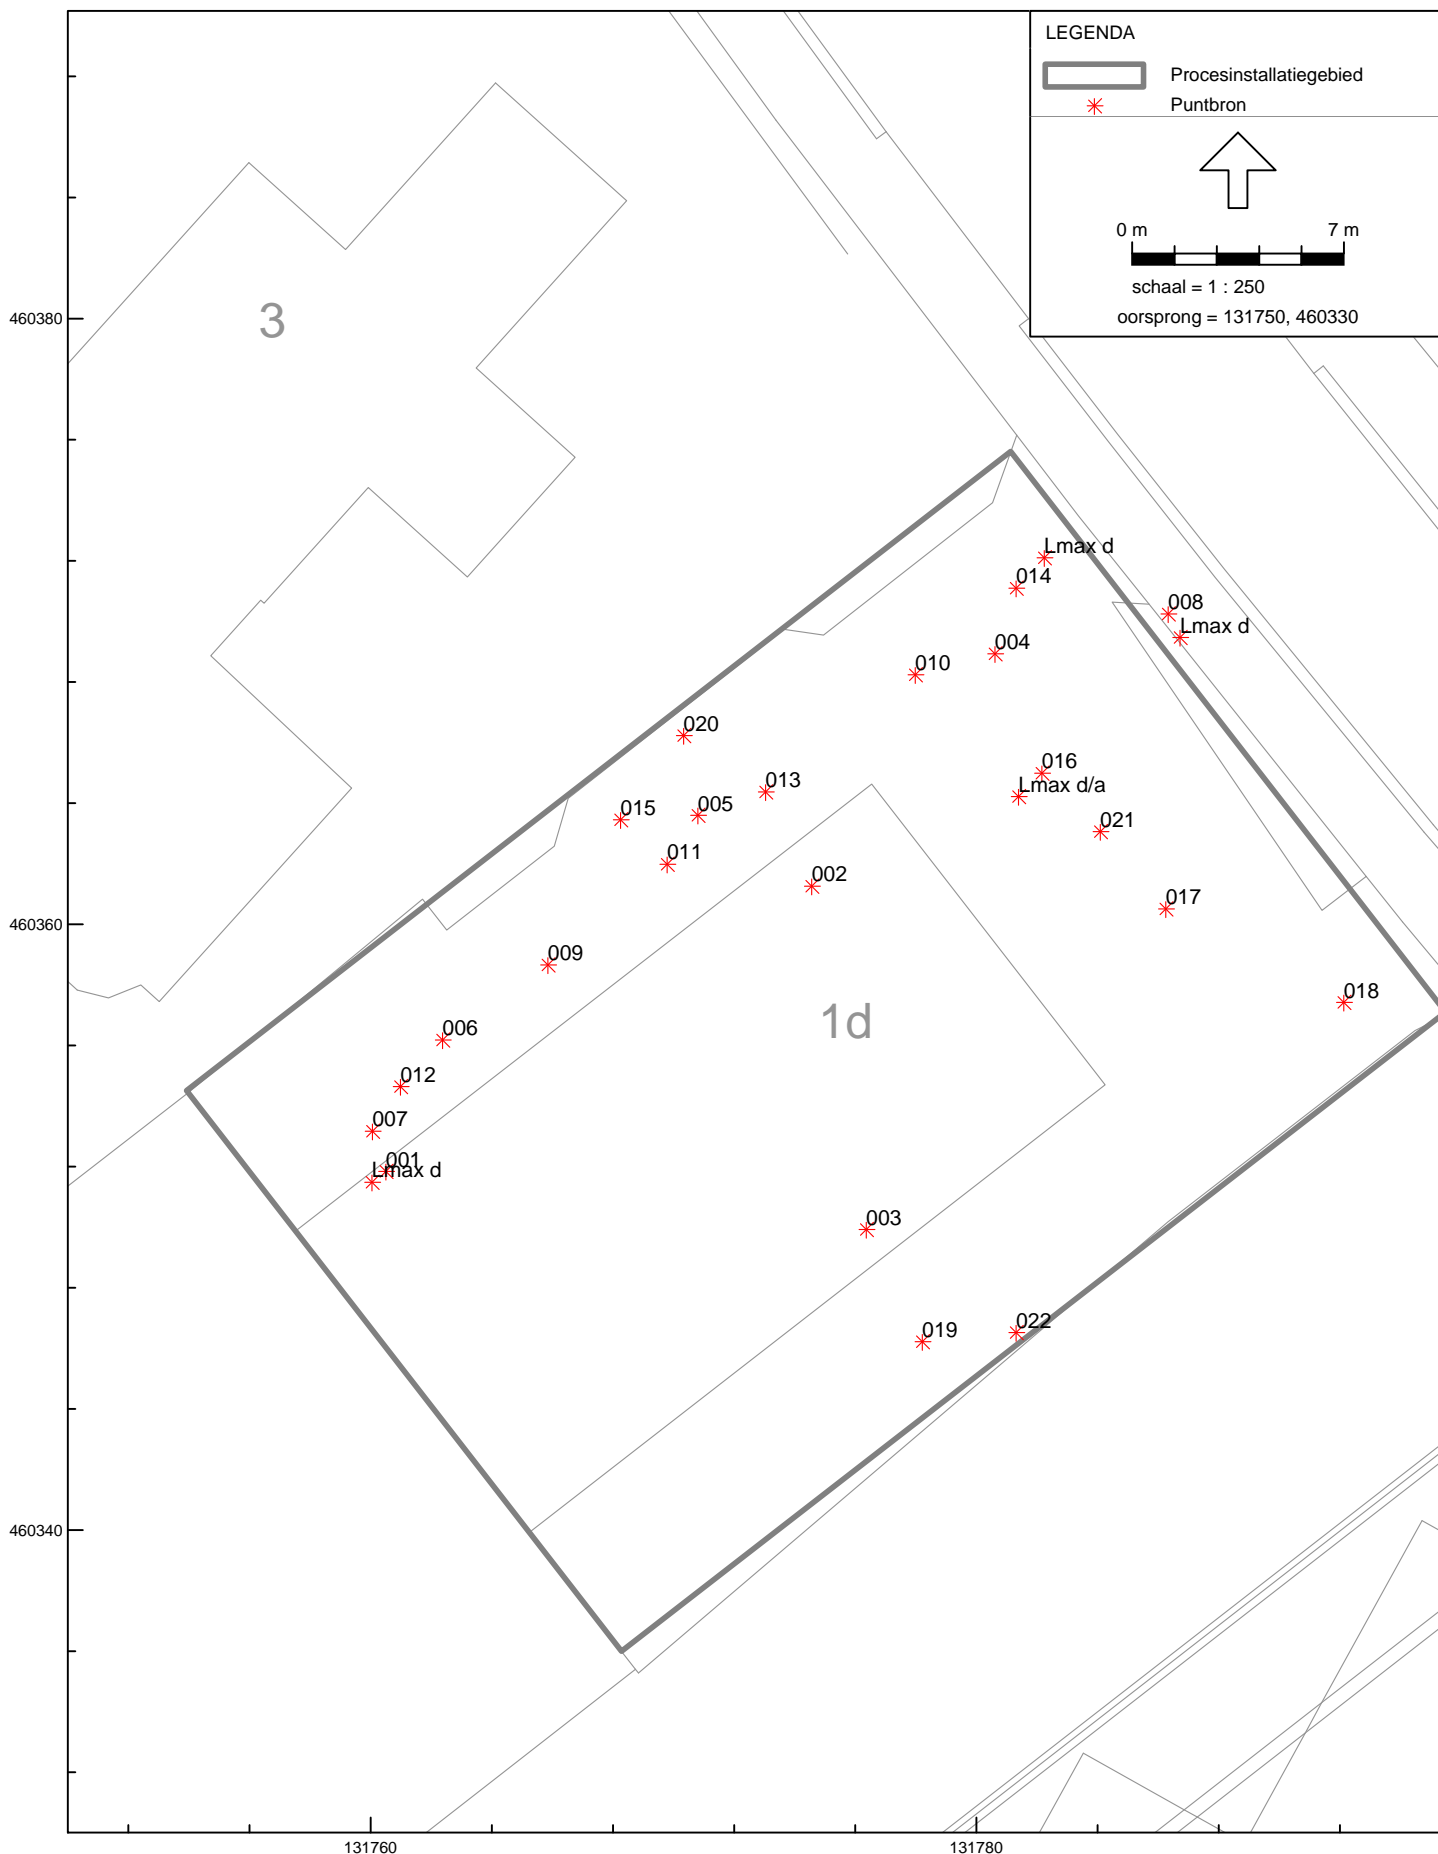 LEGENDA
Procesinstallatiegebied
Puntbron
0 m 7 m
schaal = 1 : 250
oorsprong = 131750, 460330
460380
3
Lmax d
014
008
Lmax d
004
010
020
016
Lmax d/a
013
005
015
021
011
002
460360
017
009
018
1d
006
012
007
001
Lmax d
003
022
019
460340
131760 131780